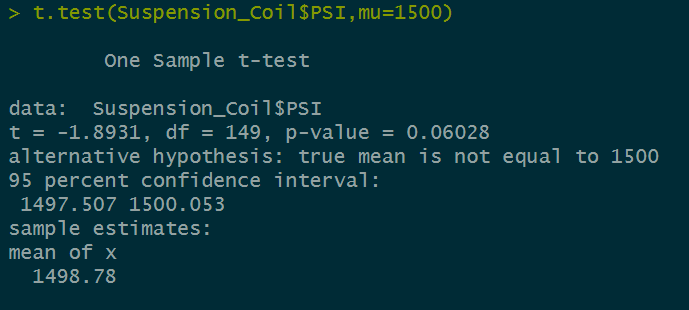 > t.test(Suspension_Coil$PSI,mu=1500)
One Sample t-test
data:  Suspension_Coil$PSI
t = -1.8931, df = 149, p-value = 0.06028
alternative hypothesis: true mean is not equal to 1500
95 percent confidence interval:
1497.507 1500.053
sample estimates:
mean of x
1498.78